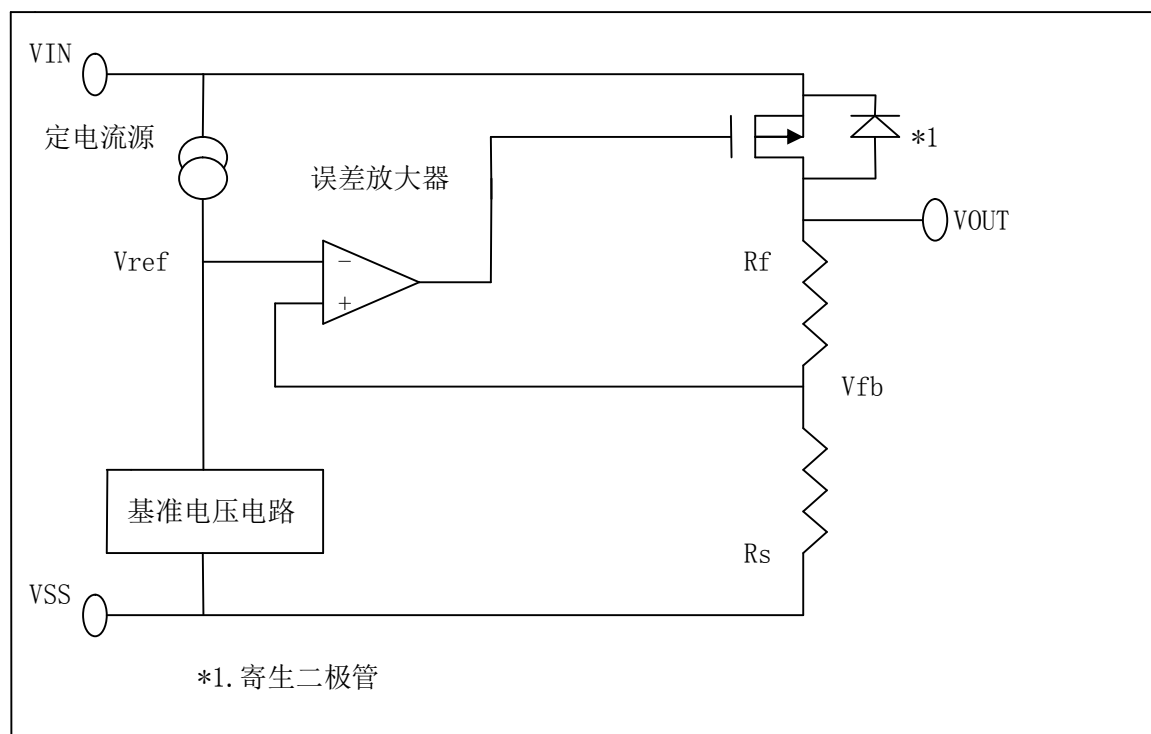 VIN
定电流源
*1
误差放大器
VOUT
Vref
Rf
−
+
Vfb
基准电压电路
Rs
VSS
*1.寄生二极管